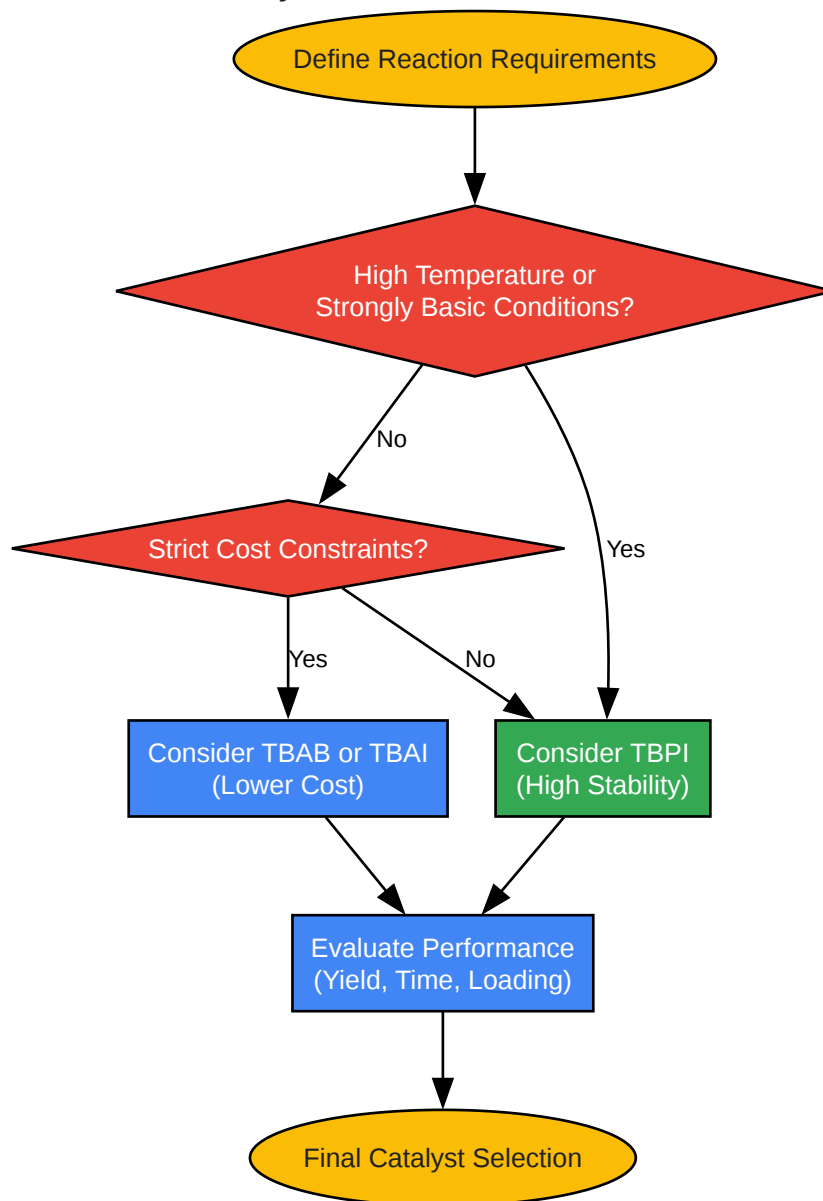 Define Reaction Requirements
High Temperature or
Strongly Basic Conditions?
No
Yes
Strict Cost Constraints?
Yes
No
Consider TBAB or TBAI
(Lower Cost)
Consider TBPI
(High Stability)
Evaluate Performance
(Yield, Time, Loading)
Final Catalyst Selection